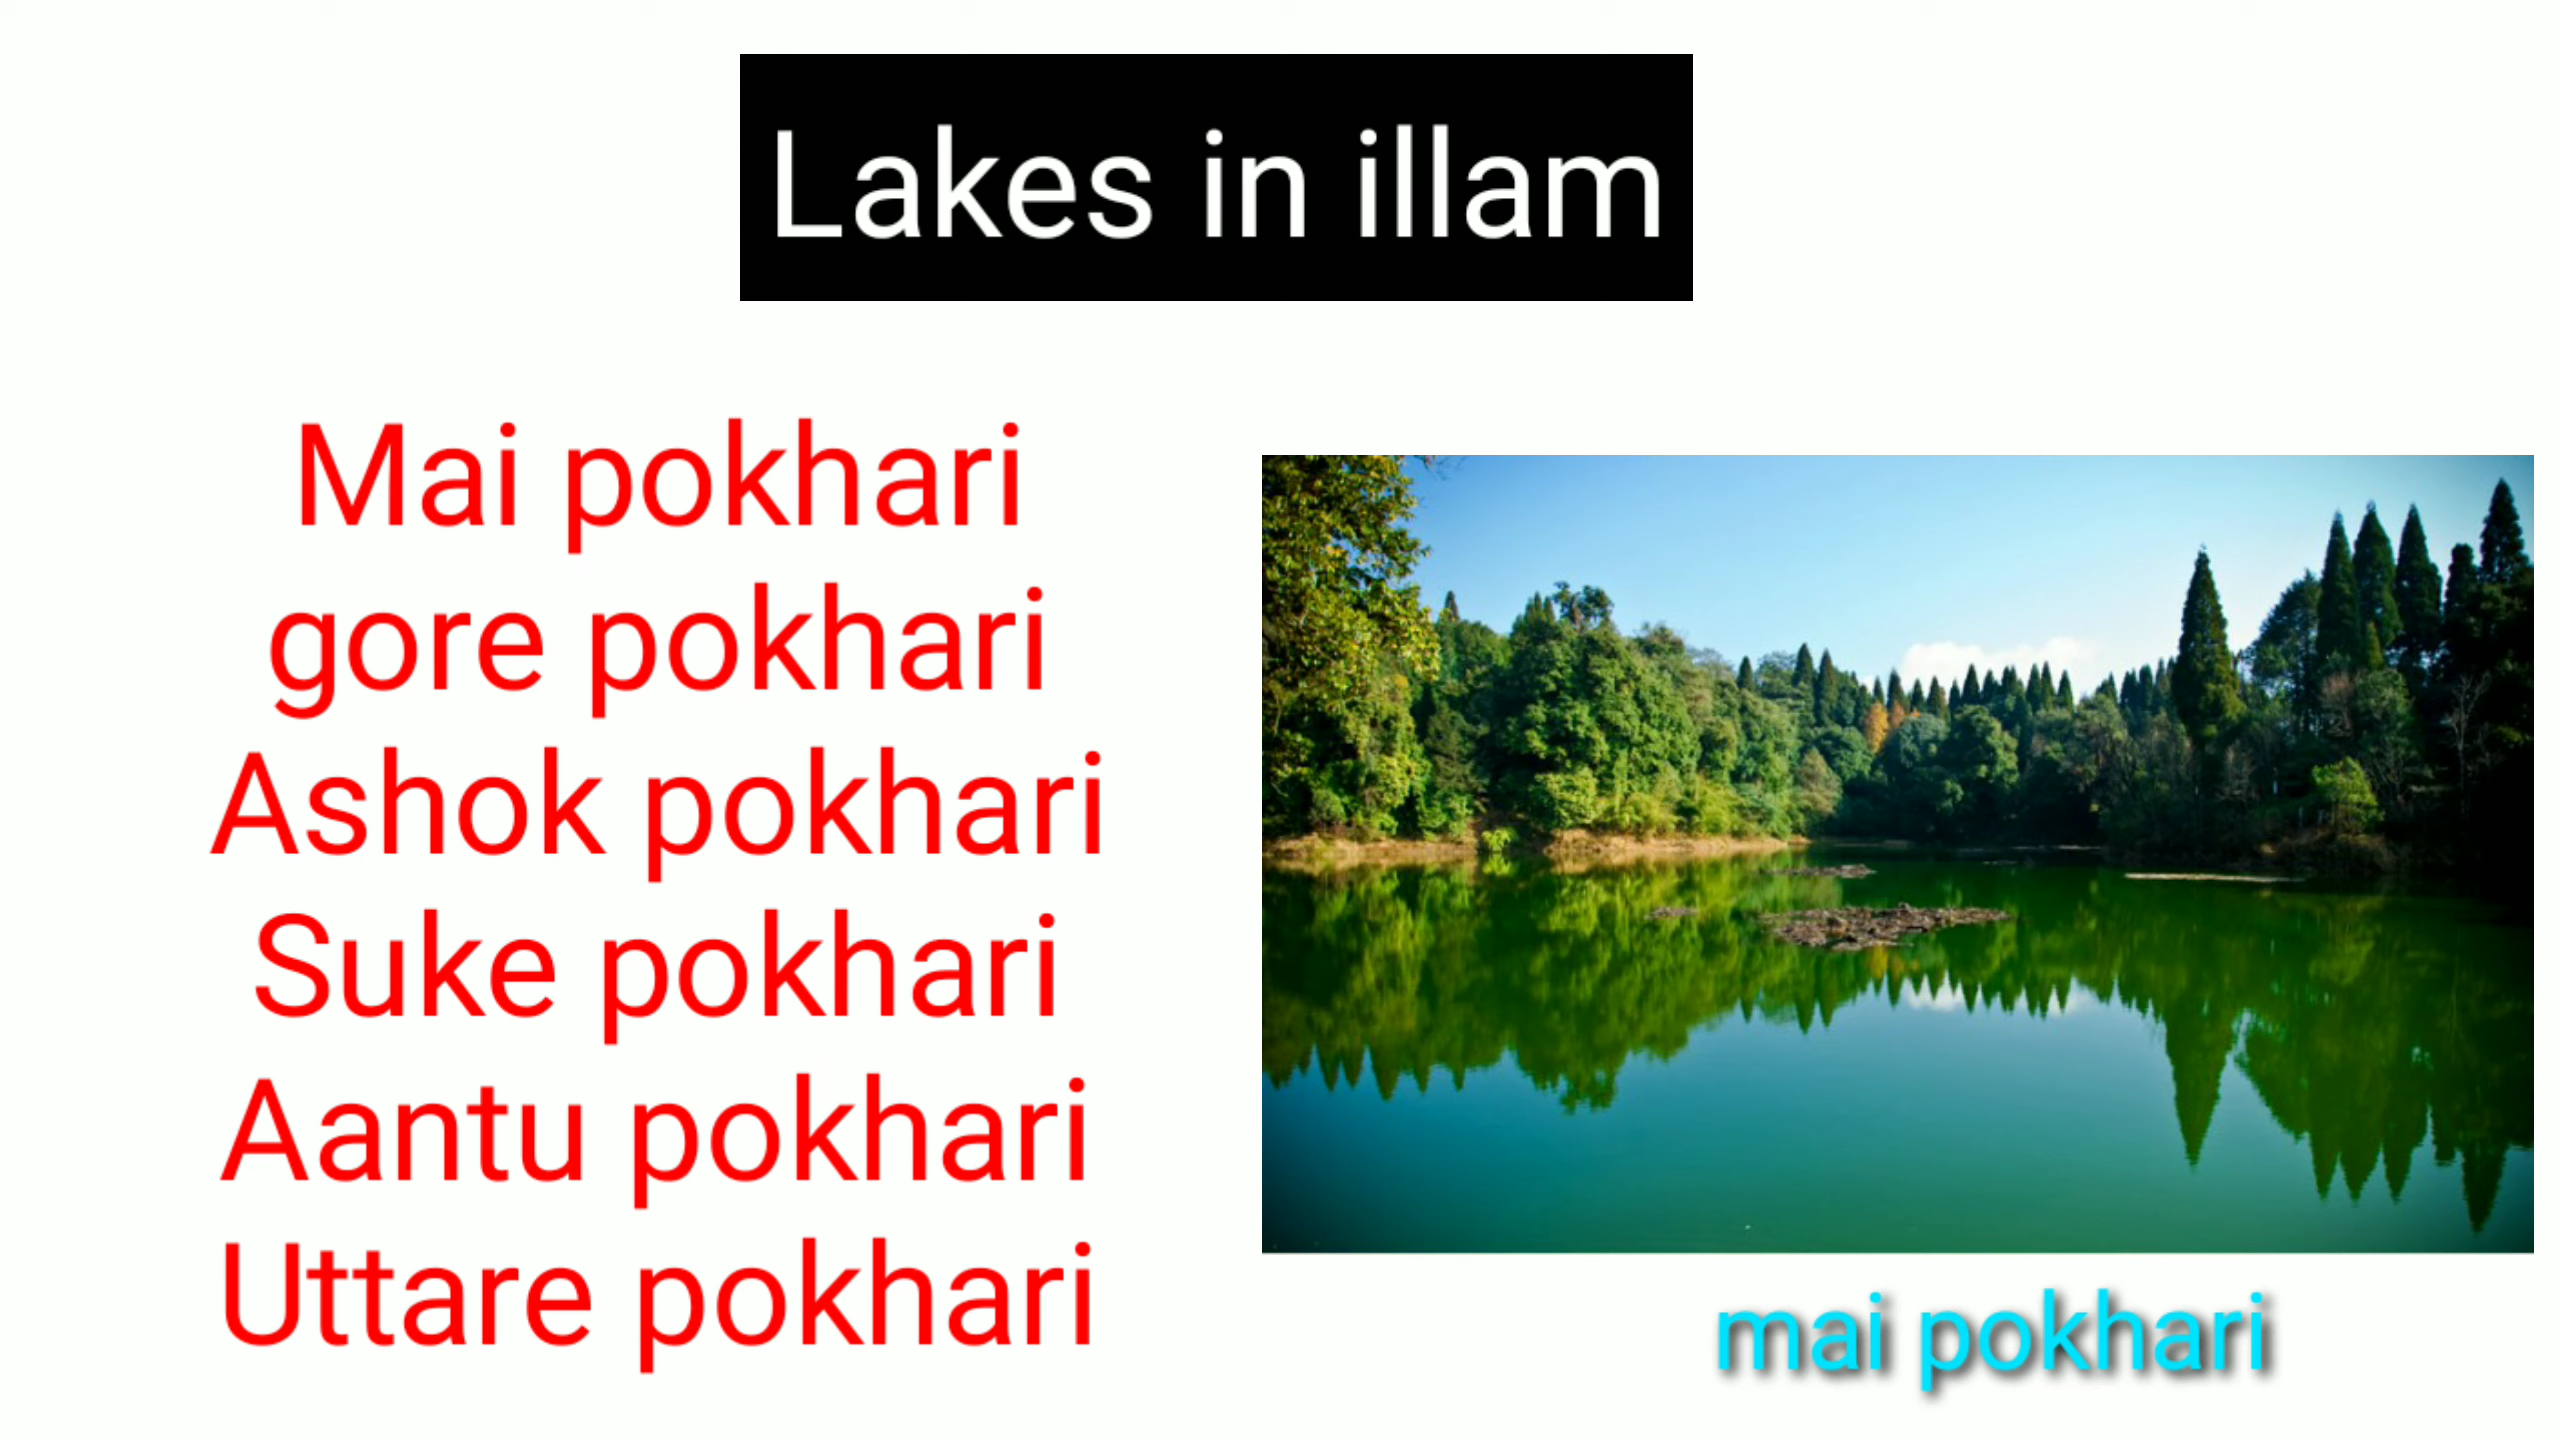 Lakes in illam
Mai pokhari
gore pokhari
Ashok pokhari
Suke pokhari
Aantu pokhari
Uttare pokhari
mai pokhari